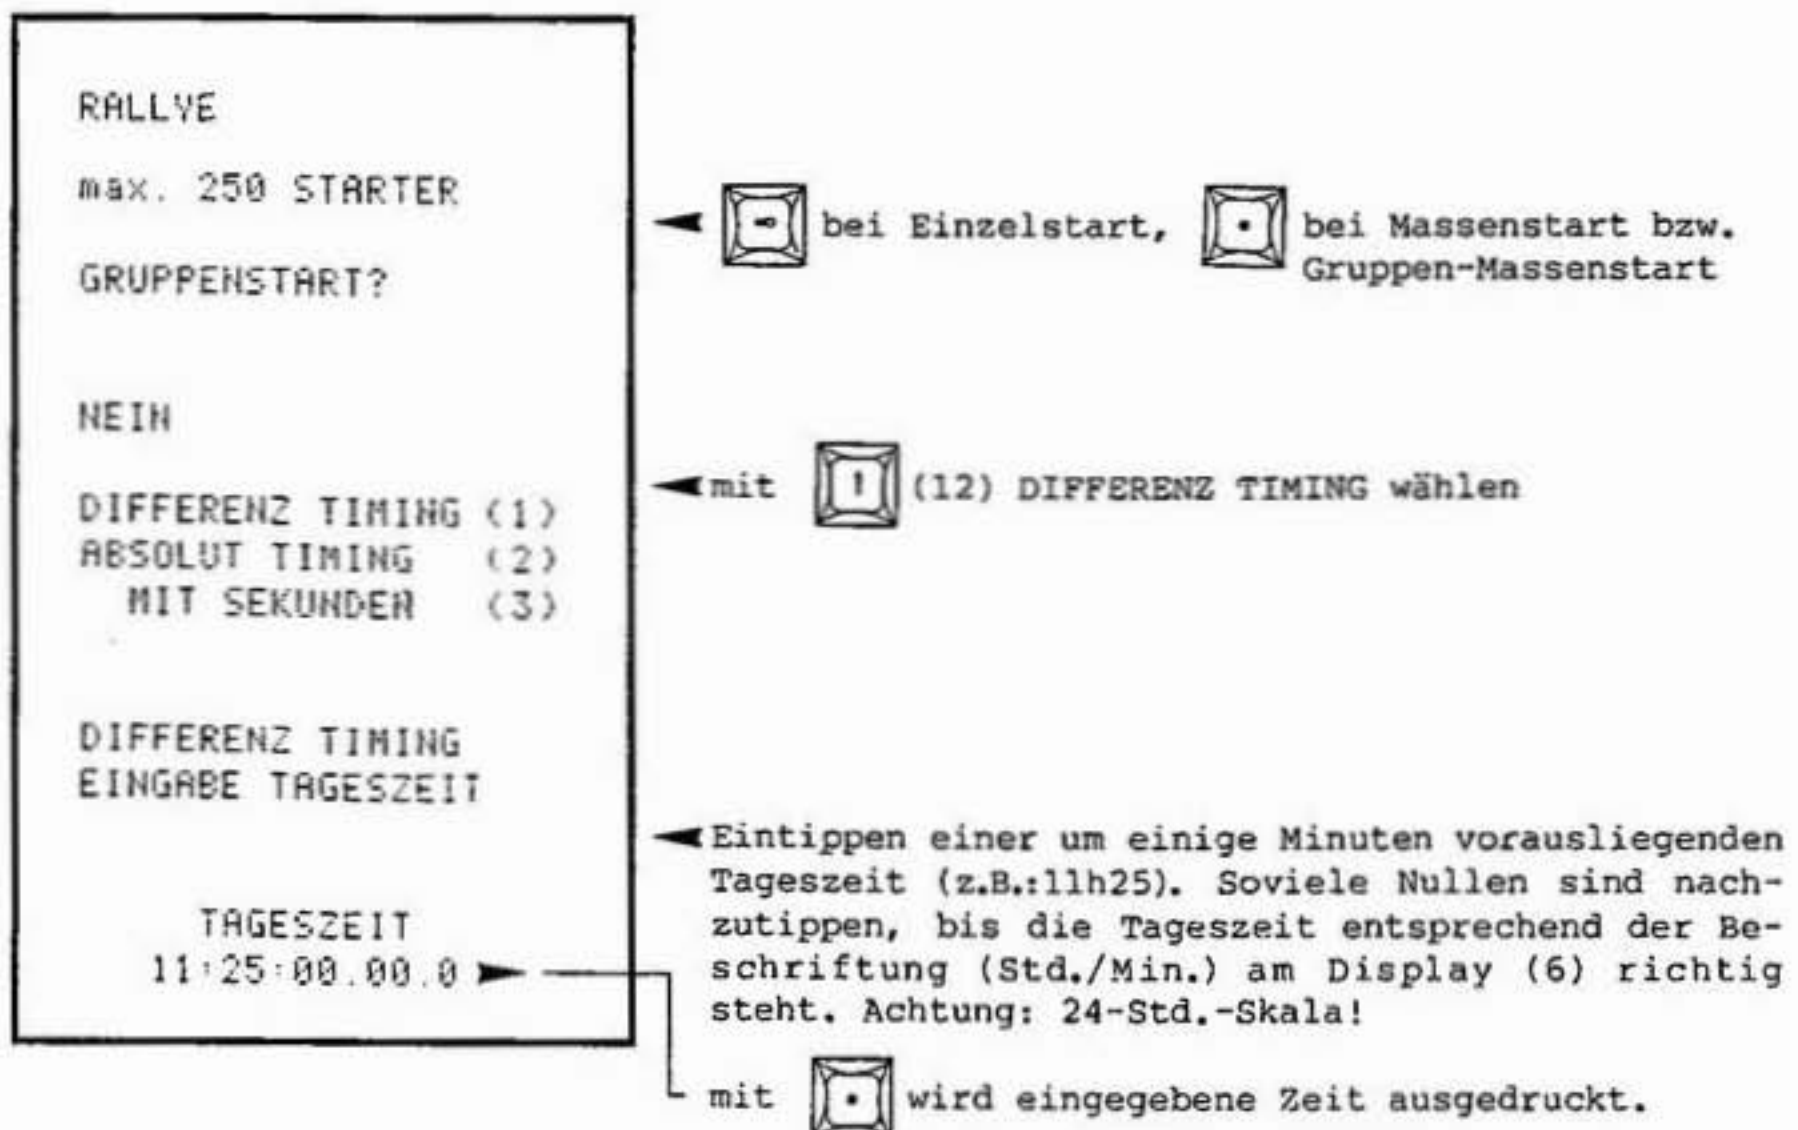 RALLYE
max. 250 STARTER
GRUPPENSTART?
NEIN
DIFFERENZ TIMING (1)
ABSOLUT TIMING (2)
MIT SEKUNDEN (3)
DIFFERENZ TIMING
EINGABE TAGESZEIT
TAGESZEIT
11:25:00.00.0
bei Einzelstart, bei Massenstart bzw.
Gruppen-Massenstart
mit (12) DIFFERENZ TIMING wählen
Eintippen einer um einige Minuten vorausliegenden
Tageszeit (z.B.:11h25). Soviele Nullen sind nach-
zutippen, bis die Tageszeit entsprechend der Be-
schriftung (Std./Min.) am Display (6) richtig
steht. Achtung: 24-Std.-Skala!
mit • wird eingegebene Zeit ausgedruckt.